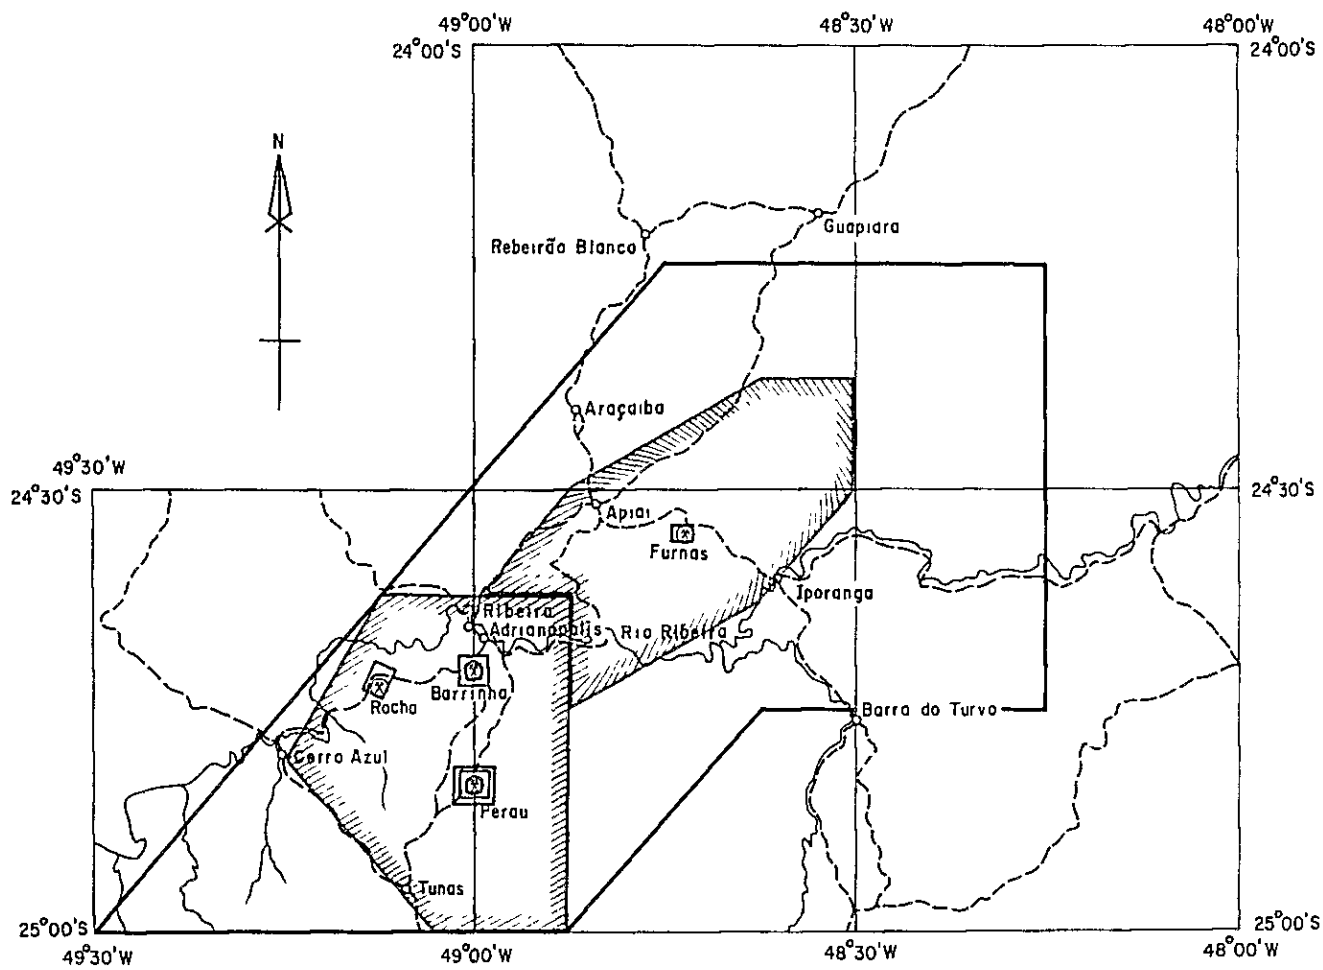 49°00'W
48°30'W
48°00'W
24°00'S
24°00'S
N
Guapiara
Rebeirão Blanco
Araçaiba
49°30'W
24°30'S
24°30'S
Apiai
Furnas
Iporanga
Ribeira
Adrianopolis
Rio Ribeira
Barrinha
Rocha
Barra do Turvo
Cerro Azul
Perau
Tunas
25°00'S
25°00'S
49°30'W
49°00'W
48°30'W
48°00'W